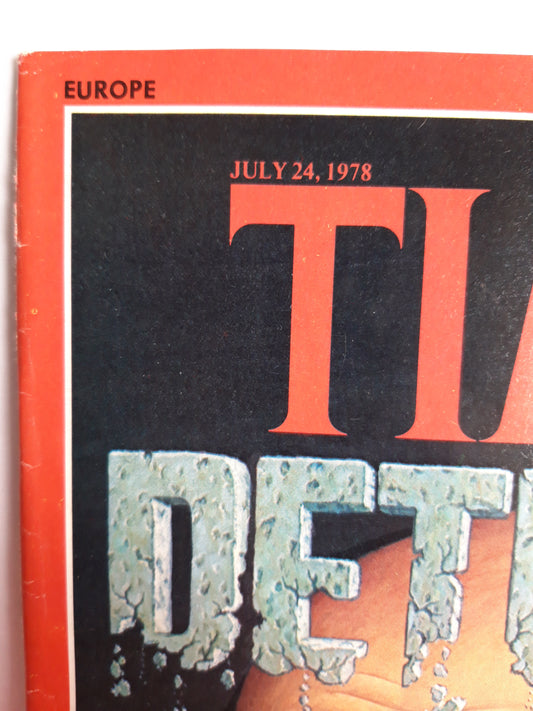 EUROPE
JULY 24, 1978
TI
DET